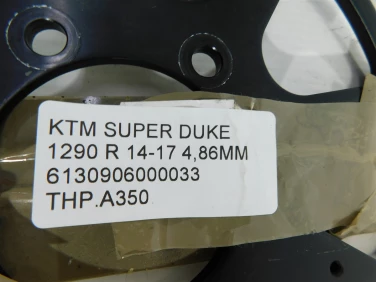 KTM SUPER DUKE
1290 R 14-17 4,86MM
6130906000033
THP.A350